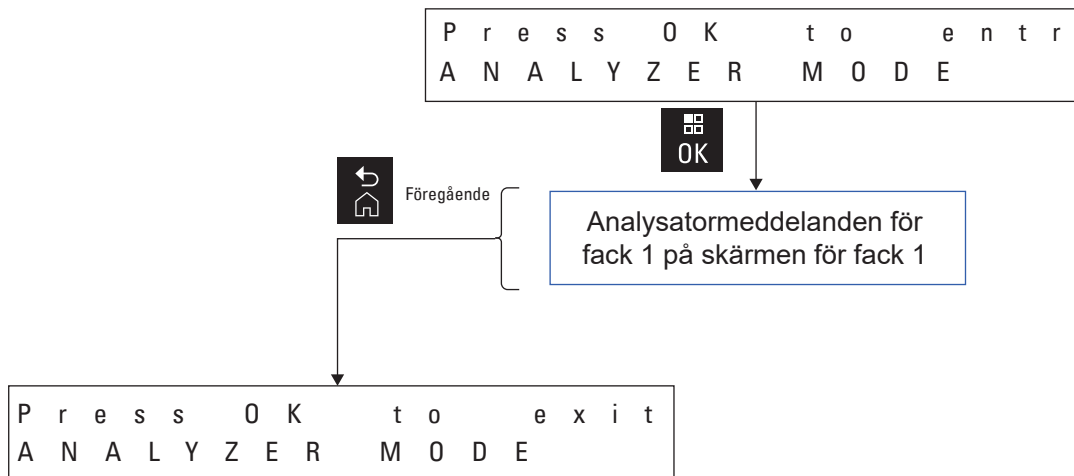 Press OK to entr
ANALYZER MODE
OK
Föregående
Analysatormeddelanden för
fack 1 på skärmen för fack 1
Press OK to exit
ANALYZER MODE